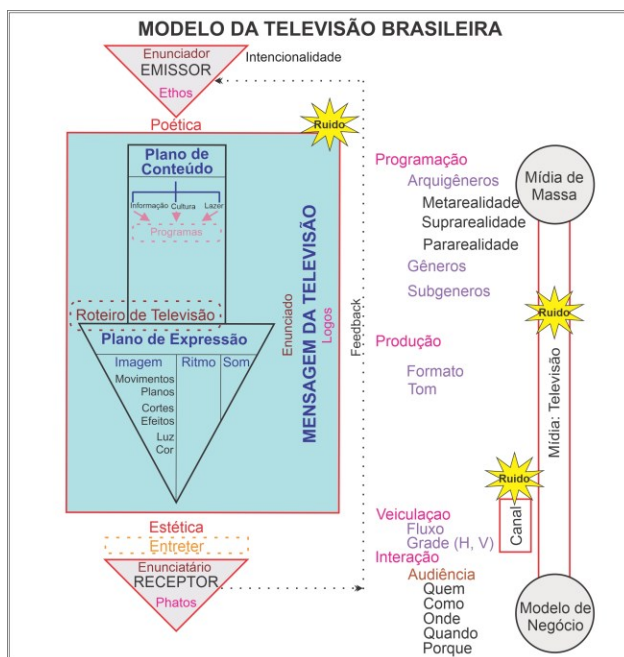 MODELO DA TELEVISÃO BRASILEIRA
Enunciador
EMISSOR
Ethos
Intencionalidade
Poética
Ruido
Plano de
Conteúdo
Informação Cultura Lazer
Programas
Roteiro de Televisão
Plano de Expressão
Imagem Ritmo Som
Movimentos
Planos
Cortes
Efeitos
Luz
Cor
MENSAGEM DA TELEVISÃO
Enunciado
Logos
Estética
Entreter
Enunciatário
RECEPTOR
Phatos
Feedback
Programação
Arquigêneros
Metarealidade
Suprarealidade
Pararealidade
Gêneros
Subgeneros
Produção
Formato
Tom
Veiculaçao
Fluxo
Grade (H, V)
Interação
Audiência
Quem
Como
Onde
Quando
Porque
Mídia de
Massa
Ruido
Mídia: Televisão
Ruido
Canal
Modelo de
Negócio